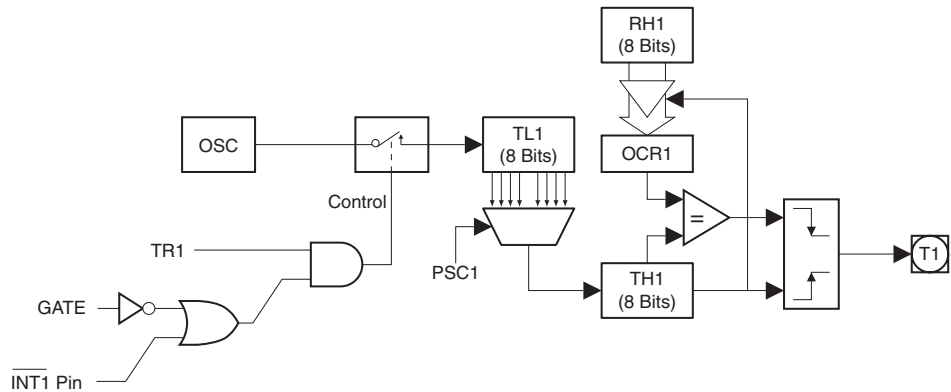 RH1
(8 Bits)
OSC
TL1
(8 Bits)
OCR1
Control
=
TR1
PSC1
TH1
(8 Bits)
T1
GATE
INT1 Pin